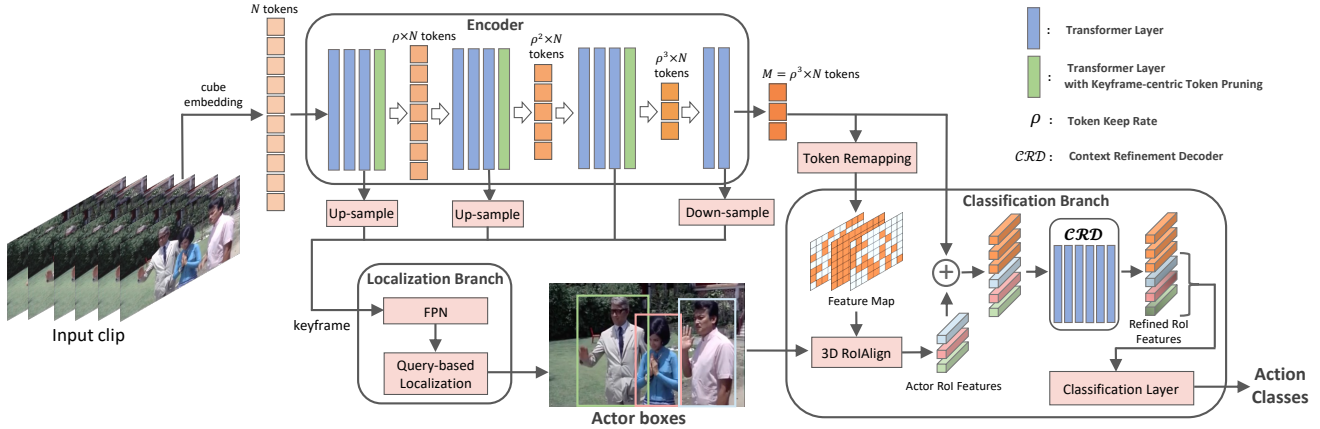 N tokens
Encoder
ρ×N tokens
ρ² × N
tokens
ρ³×N
tokens
M = ρ³ × N tokens
cube
embedding
: Transformer Layer
: Transformer Layer
with Keyframe-centric Token Pruning
ρ : Token Keep Rate
CRD : Context Refinement Decoder
Token Remapping
Up-sample
Up-sample
Down-sample
Classification Branch
CRD
Input clip
Localization Branch
keyframe
FPN
Query-based
Localization
Actor boxes
Feature Map
3D RoIAlign
Actor RoI Features
+
Refined RoI
Features
Classification Layer
Action
Classes